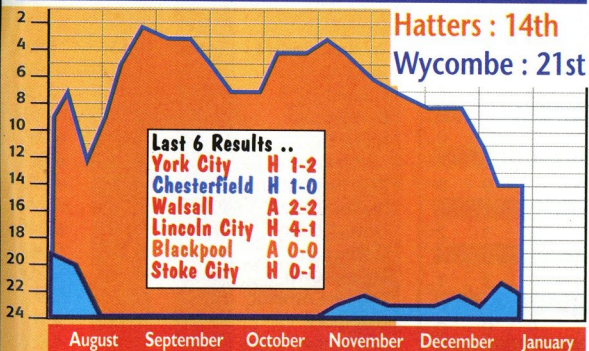 Hatters : 14th
Wycombe : 21st
2
4
6
8
10
12
14
16
18
20
22
24
Last 6 Results ..
York City H 1-2
Chesterfield H 1-0
Walsall A 2-2
Lincoln City H 4-1
Blackpool A 0-0
Stoke City H 0-1
August September October November December January